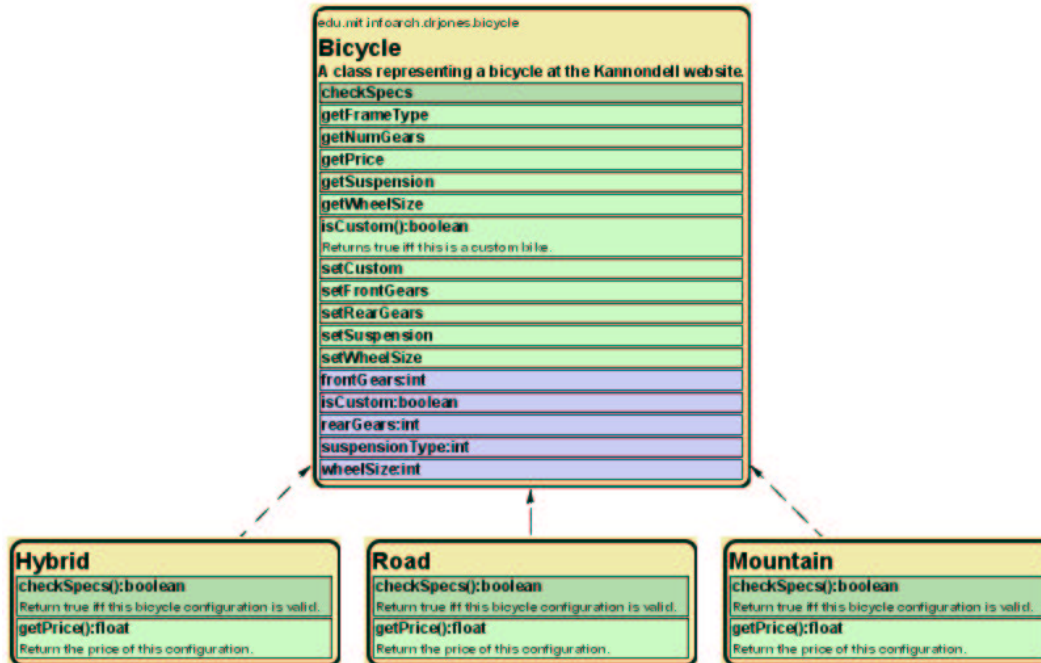 edu.mit.infoarch.drjones.bicycle
Bicycle
A class representing a bicycle at the Kannondell website.
checkSpecs
getFrameType
getNumGears
getPrice
getSuspension
getWheelSize
isCustom():boolean
Returns true iff this is a custom bike.
setCustom
setFrontGears
setRearGears
setSuspension
setWheelSize
frontGears:int
isCustom:boolean
rearGears:int
suspensionType:int
wheelSize:int
Hybrid
checkSpecs():boolean
Return true iff this bicycle configuration is valid.
getPrice():float
Return the price of this configuration.
Road
checkSpecs():boolean
Return true iff this bicycle configuration is valid.
getPrice():float
Return the price of this configuration.
Mountain
checkSpecs():boolean
Return true iff this bicycle configuration is valid.
getPrice():float
Return the price of this configuration.